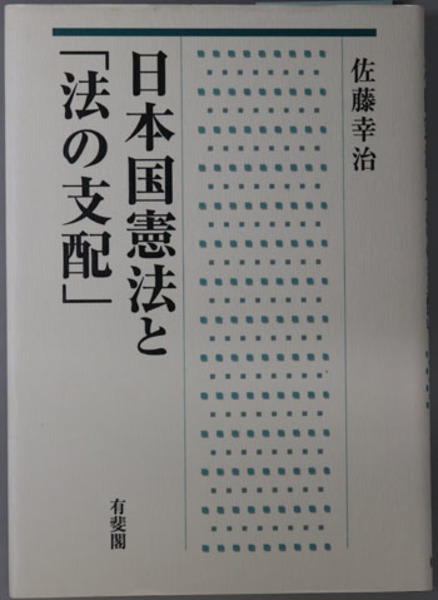 佐藤幸治
日本国憲法と
「法の支配」
有斐閣